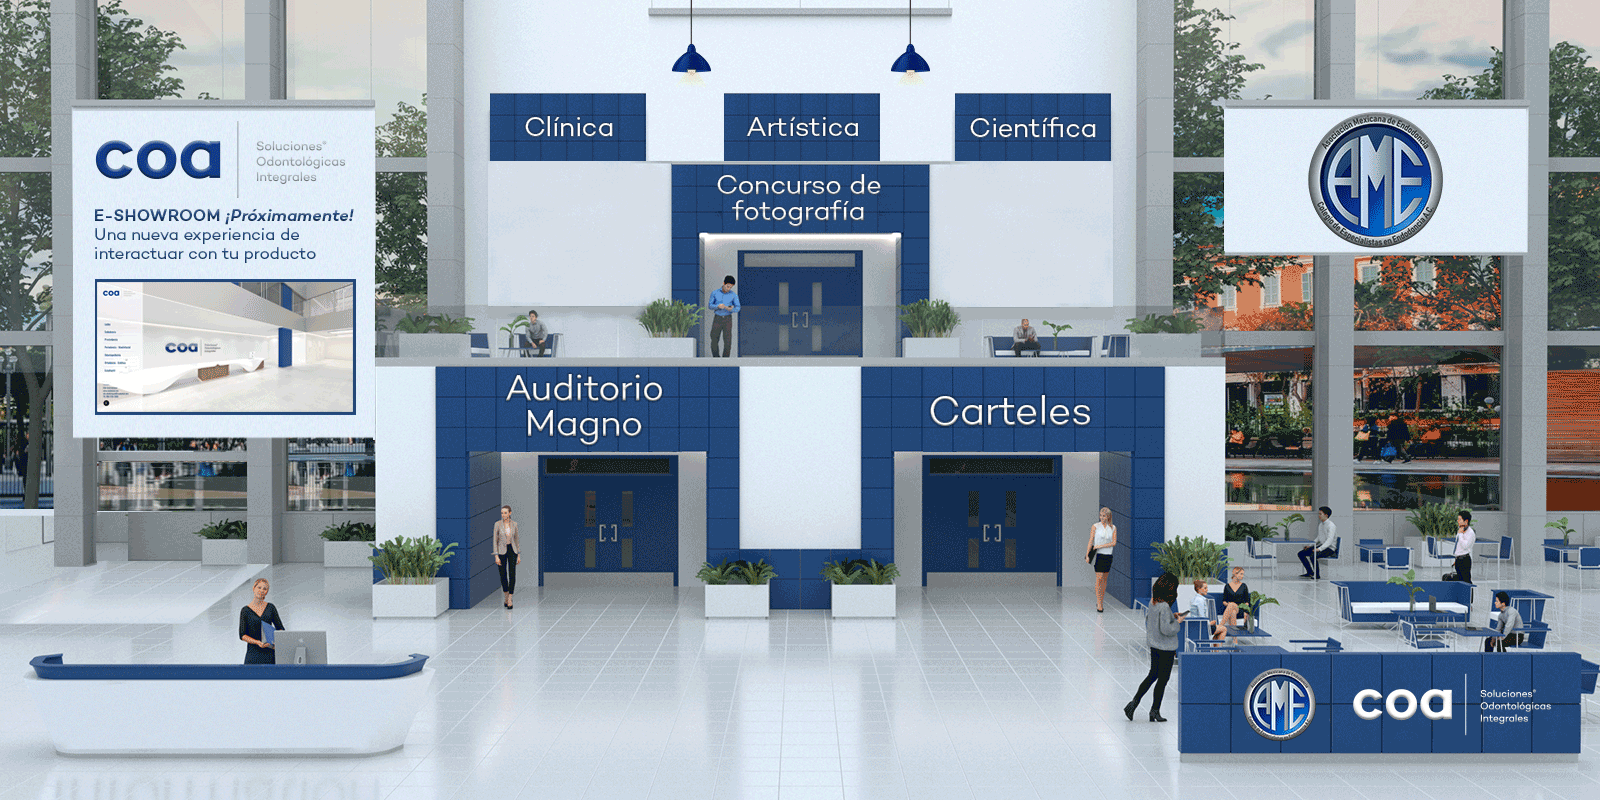 coa
Soluciones®
Odontológicas
Integrales
E-SHOWROOM ¡Próximamente!
Una nueva experiencia de
interactuar con tu producto
coa
coa
Clínica
Artística
Científica
Concurso de
fotografía
Auditorio
Magno
Carteles
Asociación Mexicana de Endodoncia
AME
Colegio de Especialistas en Endodoncia A.C.
AME
coa
Soluciones®
Odontológicas
Integrales